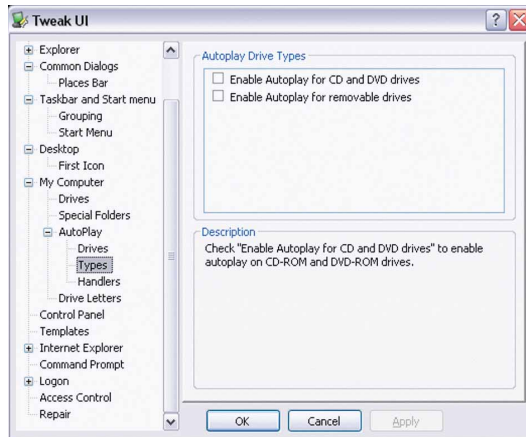 Tweak UI
Explorer
Common Dialogs
Places Bar
Taskbar and Start menu
Grouping
Start Menu
Desktop
First Icon
My Computer
Drives
Special Folders
AutoPlay
Drives
Types
Handlers
Drive Letters
Control Panel
Templates
Internet Explorer
Command Prompt
Logon
Access Control
Repair
Autoplay Drive Types
Enable Autoplay for CD and DVD drives
Enable Autoplay for removable drives
Description
Check "Enable Autoplay for CD and DVD drives" to enable
autoplay on CD-ROM and DVD-ROM drives.
OK
Cancel
Apply